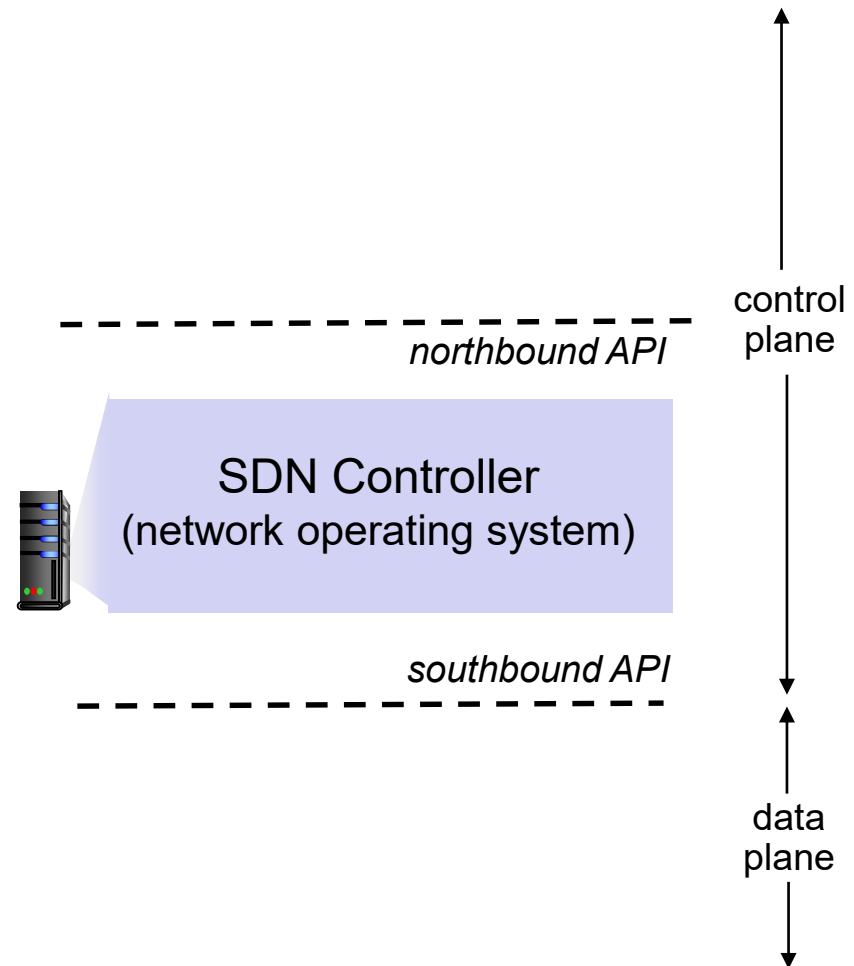 control
plane
northbound API
SDN Controller
(network operating system)
southbound API
data
plane